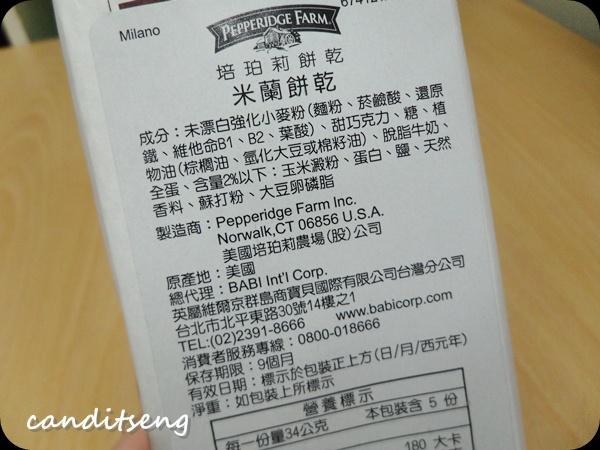 Milano
PEPPERIDGE FARM
培珀莉餅乾
米蘭餅乾
成分：未漂白強化小麥粉（麵粉、菸鹼酸、還原
鐵、維他命B1、B2、葉酸）、甜巧克力、糖、植
物油（棕櫚油、氫化大豆或棉籽油）、脫脂牛奶、
全蛋、含量2%以下：玉米澱粉、蛋白、鹽、天然
香料、蘇打粉、大豆卵磷脂
製造商：Pepperidge Farm Inc.
Norwalk,CT 06856 U.S.A.
美國培珀莉農場（股）公司
原產地：美國
總代理：BABI Int'l Corp.
英屬維爾京群島商寶貝國際有限公司台灣分公司
台北市北平東路30號14樓之1
TEL:(02)2391-8666 www.babicorp.com
消費者服務專線：0800-018666
保存期限：9個月
有效日期：標示於包裝正上方（日/月/西元年）
淨重：如包裝上所標示
營養標示
每一份量34公克 本包裝含 5 份
180 大卡
canditseng